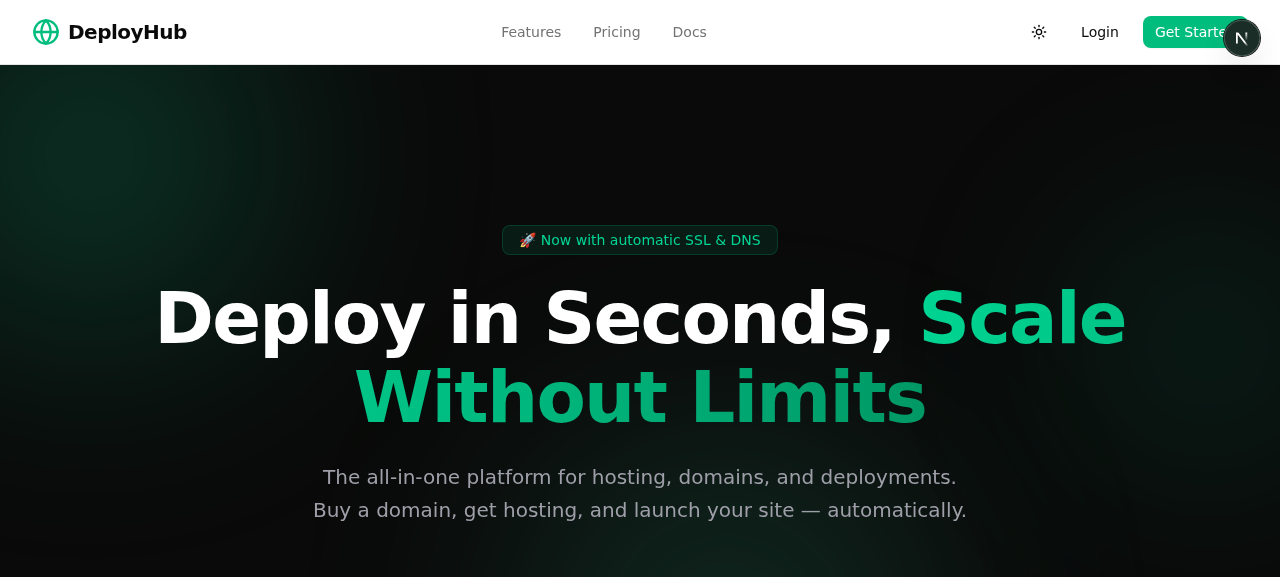 DeployHub
Features
Pricing
Docs
Login
Get Starte
N
🚀 Now with automatic SSL & DNS
Deploy in Seconds, Scale
Without Limits
The all-in-one platform for hosting, domains, and deployments.
Buy a domain, get hosting, and launch your site — automatically.